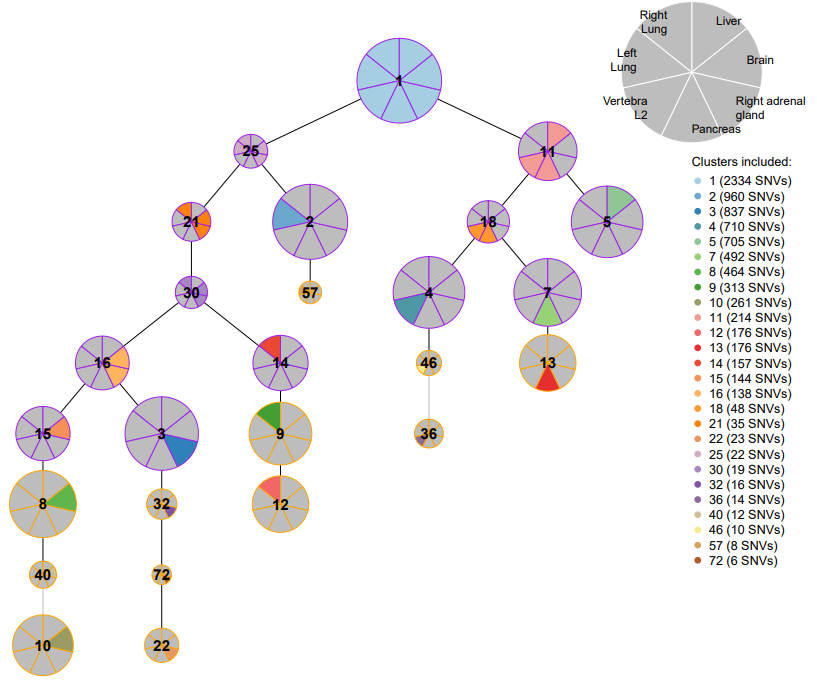 Right
Lung
Liver
Left
Lung
Brain
Vertebra
L2
Right adrenal
gland
Pancreas
1
25
11
21
2
18
5
30
57
4
7
16
14
46
13
15
3
9
36
8
32
12
40
72
10
22
Clusters included:
1 (2334 SNVs)
2 (960 SNVs)
3 (837 SNVs)
4 (710 SNVs)
5 (705 SNVs)
7 (492 SNVs)
8 (464 SNVs)
9 (313 SNVs)
10 (261 SNVs)
11 (214 SNVs)
12 (176 SNVs)
13 (176 SNVs)
14 (157 SNVs)
15 (144 SNVs)
16 (138 SNVs)
18 (48 SNVs)
21 (35 SNVs)
22 (23 SNVs)
25 (22 SNVs)
30 (19 SNVs)
32 (16 SNVs)
36 (14 SNVs)
40 (12 SNVs)
46 (10 SNVs)
57 (8 SNVs)
72 (6 SNVs)